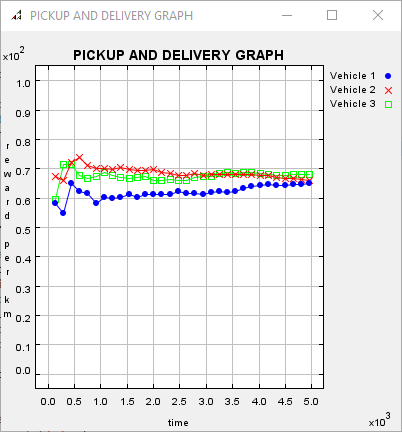 PICKUP AND DELIVERY GRAPH
PICKUP AND DELIVERY GRAPH
x10²
Vehicle 1
Vehicle 2
Vehicle 3
1.0
0.9
0.8
0.7
0.6
0.5
0.4
0.3
0.2
0.1
0.0
reward per km
0.0 0.5 1.0 1.5 2.0 2.5 3.0 3.5 4.0 4.5 5.0
time
x10³